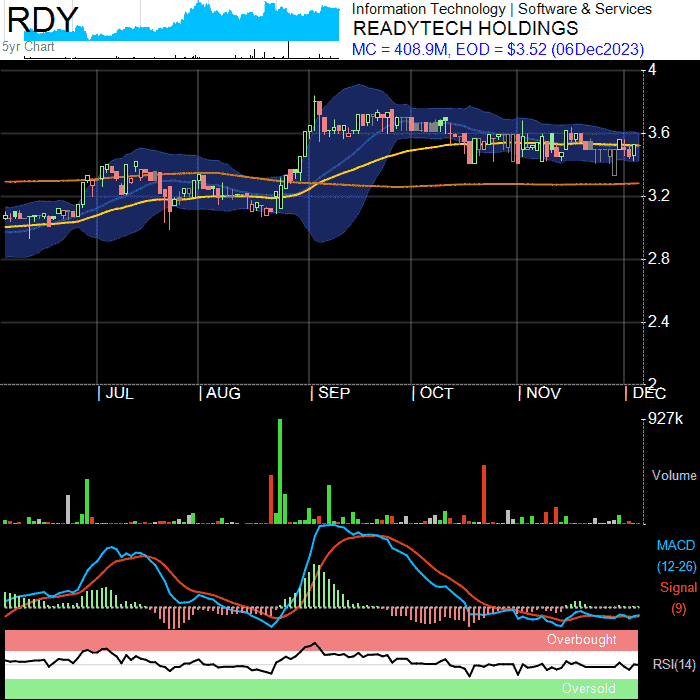 RDY
5yr Chart
Information Technology | Software & Services
READYTECH HOLDINGS
MC = 408.9M, EOD = $3.52 (06Dec2023)
4
3.6
3.2
2.8
2.4
2
| JUL | AUG | SEP | OCT | NOV | DEC
927k
Volume
MACD
(12-26)
Signal
(9)
Overbought
RSI(14)
Oversold